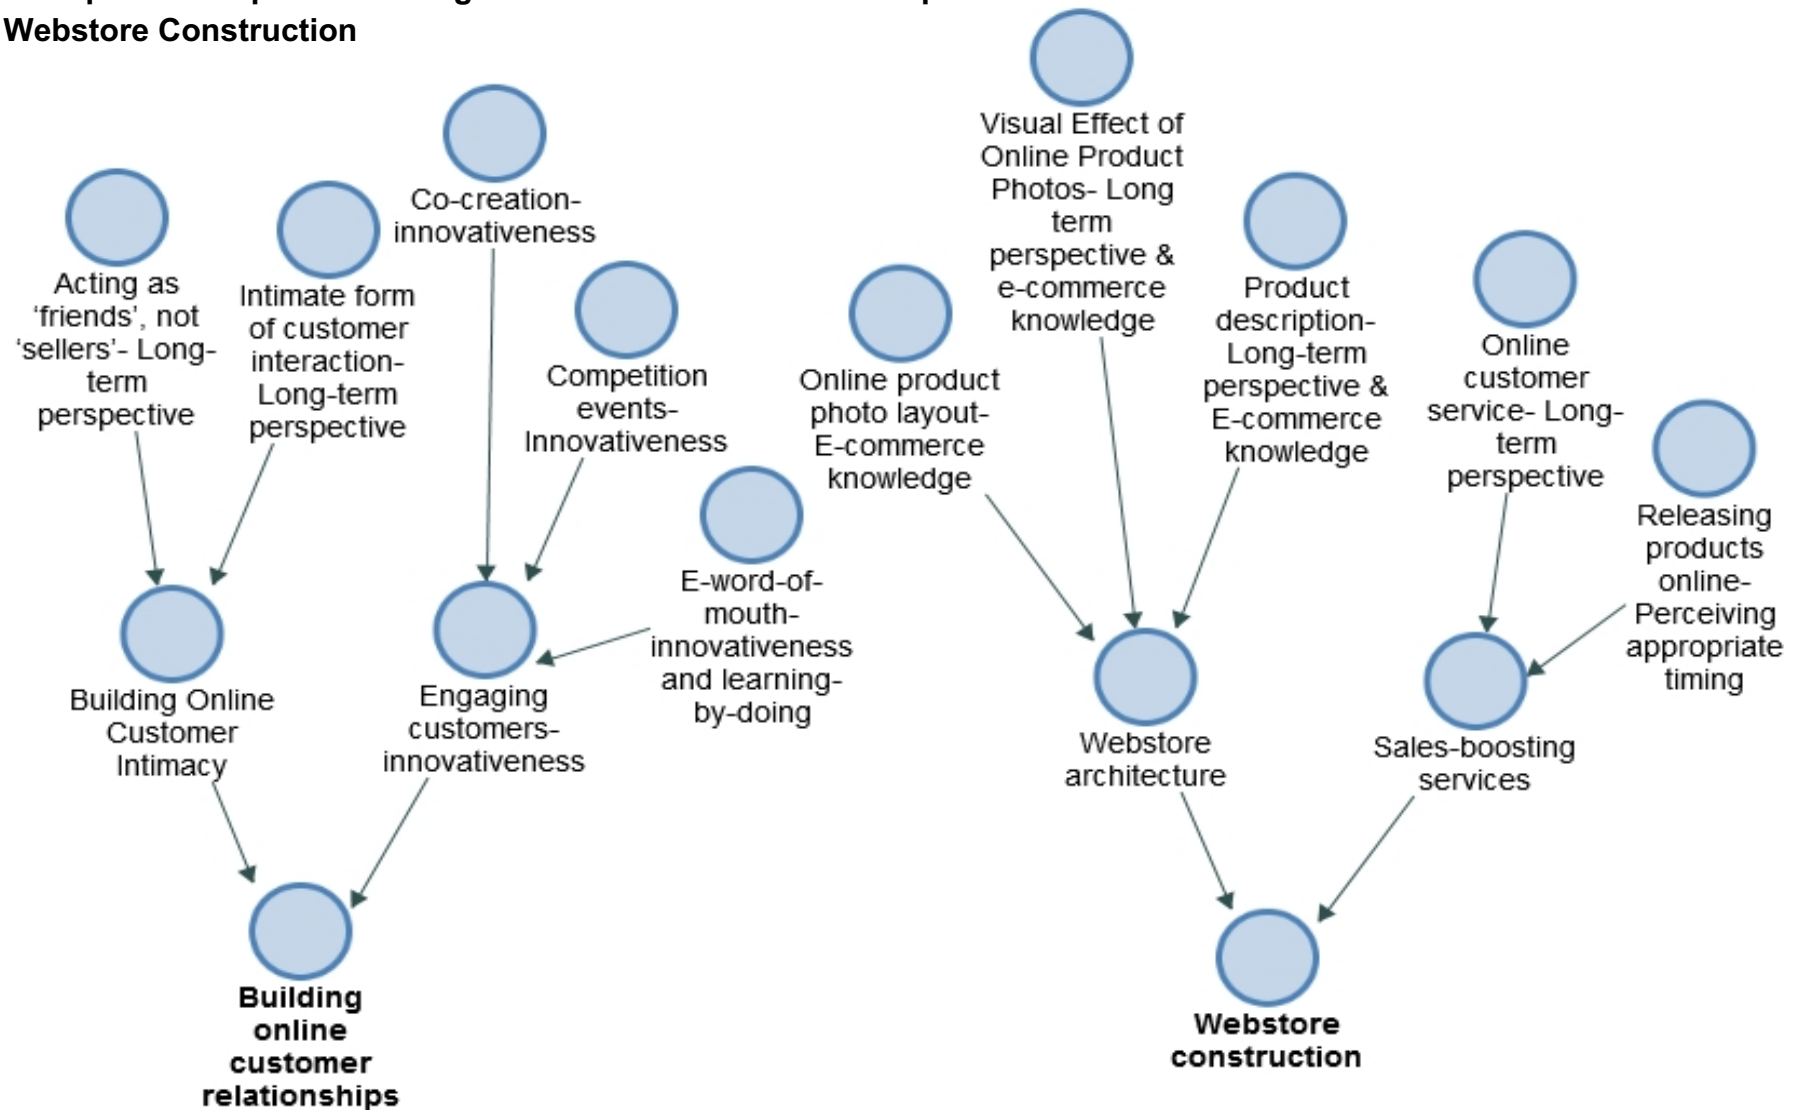 Webstore Construction
Acting as
‘friends’, not
‘sellers’- Long-
term
perspective
Intimate form
of customer
interaction-
Long-term
perspective
Co-creation-
innovativeness
Competition
events-
Innovativeness
E-word-of-
mouth-
innovativeness
and learning-
by-doing
Building Online
Customer
Intimacy
Engaging
customers-
innovativeness
Building
online
customer
relationships
Online product
photo layout-
E-commerce
knowledge
Visual Effect of
Online Product
Photos- Long
term
perspective &
e-commerce
knowledge
Product
description-
Long-term
perspective &
E-commerce
knowledge
Online
customer
service- Long-
term
perspective
Releasing
products
online-
Perceiving
appropriate
timing
Webstore
architecture
Sales-boosting
services
Webstore
construction